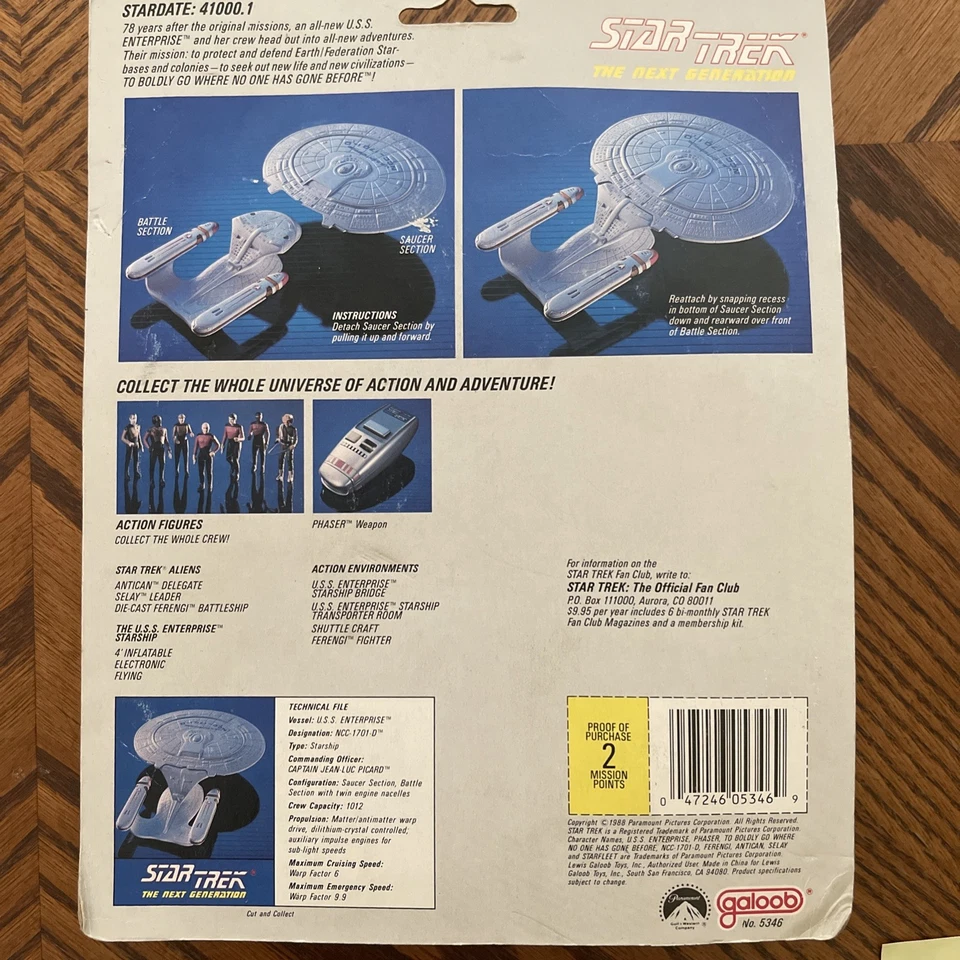 STARDATE: 41000.1
78 years after the original missions, an all-new U.S.S.
ENTERPRISE™ and her crew head out into all-new adventures.
Their mission: to protect and defend Earth/Federation Star-
bases and colonies—to seek out new life and new civilizations—
TO BOLDLY GO WHERE NO ONE HAS GONE BEFORE™!
STAR TREK®
THE NEXT GENERATION
BATTLE
SECTION
SAUCER
SECTION
INSTRUCTIONS
Detach Saucer Section by
pulling it up and forward.
Reattach by snapping recess
in bottom of Saucer Section
down and rearward over front
of Battle Section.
COLLECT THE WHOLE UNIVERSE OF ACTION AND ADVENTURE!
ACTION FIGURES
COLLECT THE WHOLE CREW!
PHASER™ Weapon
STAR TREK® ALIENS
ANTICAN™ DELEGATE
SELAY™ LEADER
DIE-CAST FERENGI™ BATTLESHIP
THE U.S.S. ENTERPRISE™
STARSHIP
4' INFLATABLE
ELECTRONIC
FLYING
ACTION ENVIRONMENTS
U.S.S. ENTERPRISE™
STARSHIP BRIDGE
U.S.S. ENTERPRISE™ STARSHIP
TRANSPORTER ROOM
SHUTTLE CRAFT
FERENGI™ FIGHTER
For information on the
STAR TREK Fan Club, write to:
STAR TREK: The Official Fan Club
P.O. Box 111000, Aurora, CO 80011
$9.95 per year includes 6 bi-monthly STAR TREK
Fan Club Magazines and a membership kit.
STAR TREK®
THE NEXT GENERATION
TECHNICAL FILE
Vessel: U.S.S. ENTERPRISE™
Designation: NCC-1701-D™
Type: Starship
Commanding Officer:
CAPTAIN JEAN-LUC PICARD™
Configuration: Saucer Section, Battle
Section with twin engine nacelles
Crew Capacity: 1012
Propulsion: Matter/antimatter warp
drive, dilithium-crystal controlled;
auxiliary impulse engines for
sub-light speeds
Maximum Cruising Speed:
Warp Factor 6
Maximum Emergency Speed:
Warp Factor 9.9
Cut and Collect
PROOF OF
PURCHASE
2
MISSION
POINTS
0 47246 05346 9
Copyright © 1988 Paramount Pictures Corporation. All Rights Reserved.
STAR TREK is a Registered Trademark of Paramount Pictures Corporation.
Character Names, U.S.S. ENTERPRISE, PHASER, TO BOLDLY GO WHERE
NO ONE HAS GONE BEFORE, NCC-1701-D, FERENGI, ANTICAN, SELAY
and STARFLEET are Trademarks of Paramount Pictures Corporation.
Lewis Galoob Toys, Inc., Authorized User. Made in China for Lewis
Galoob Toys, Inc., South San Francisco, CA 94080. Product specifications
subject to change.
Paramount
Gulf+Western
Company
galoob®
No. 5346